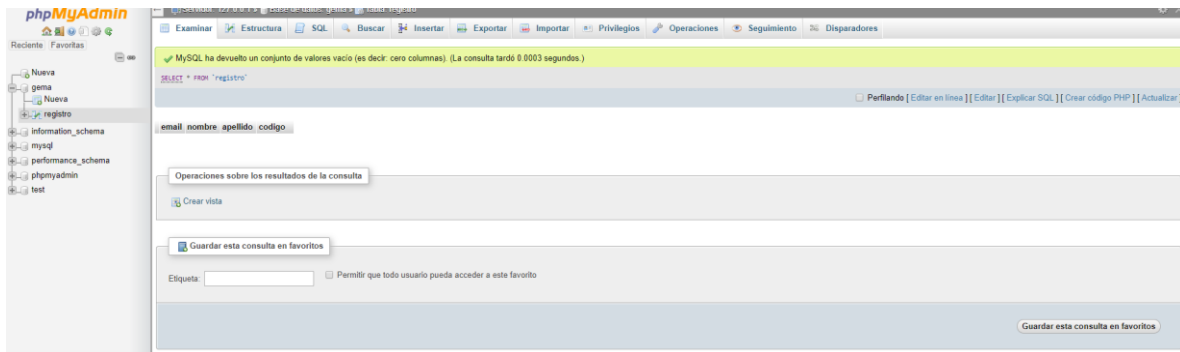 phpMyAdmin
Reciente Favoritas
Nueva
gema
Nueva
registro
information_schema
mysql
performance_schema
phpmyadmin
test
Examinar Estructura SQL Buscar Insertar Exportar Importar Privilegios Operaciones Seguimiento Disparadores
MySQL ha devuelto un conjunto de valores vacío (es decir: cero columnas). (La consulta tardó 0.0003 segundos.)
SELECT * FROM `registro`
Perfilando [ Editar en línea ] [ Editar ] [ Explicar SQL ] [ Crear código PHP ] [ Actualizar ]
email nombre apellido codigo
Operaciones sobre los resultados de la consulta
Crear vista
Guardar esta consulta en favoritos
Etiqueta: Permitir que todo usuario pueda acceder a este favorito
Guardar esta consulta en favoritos